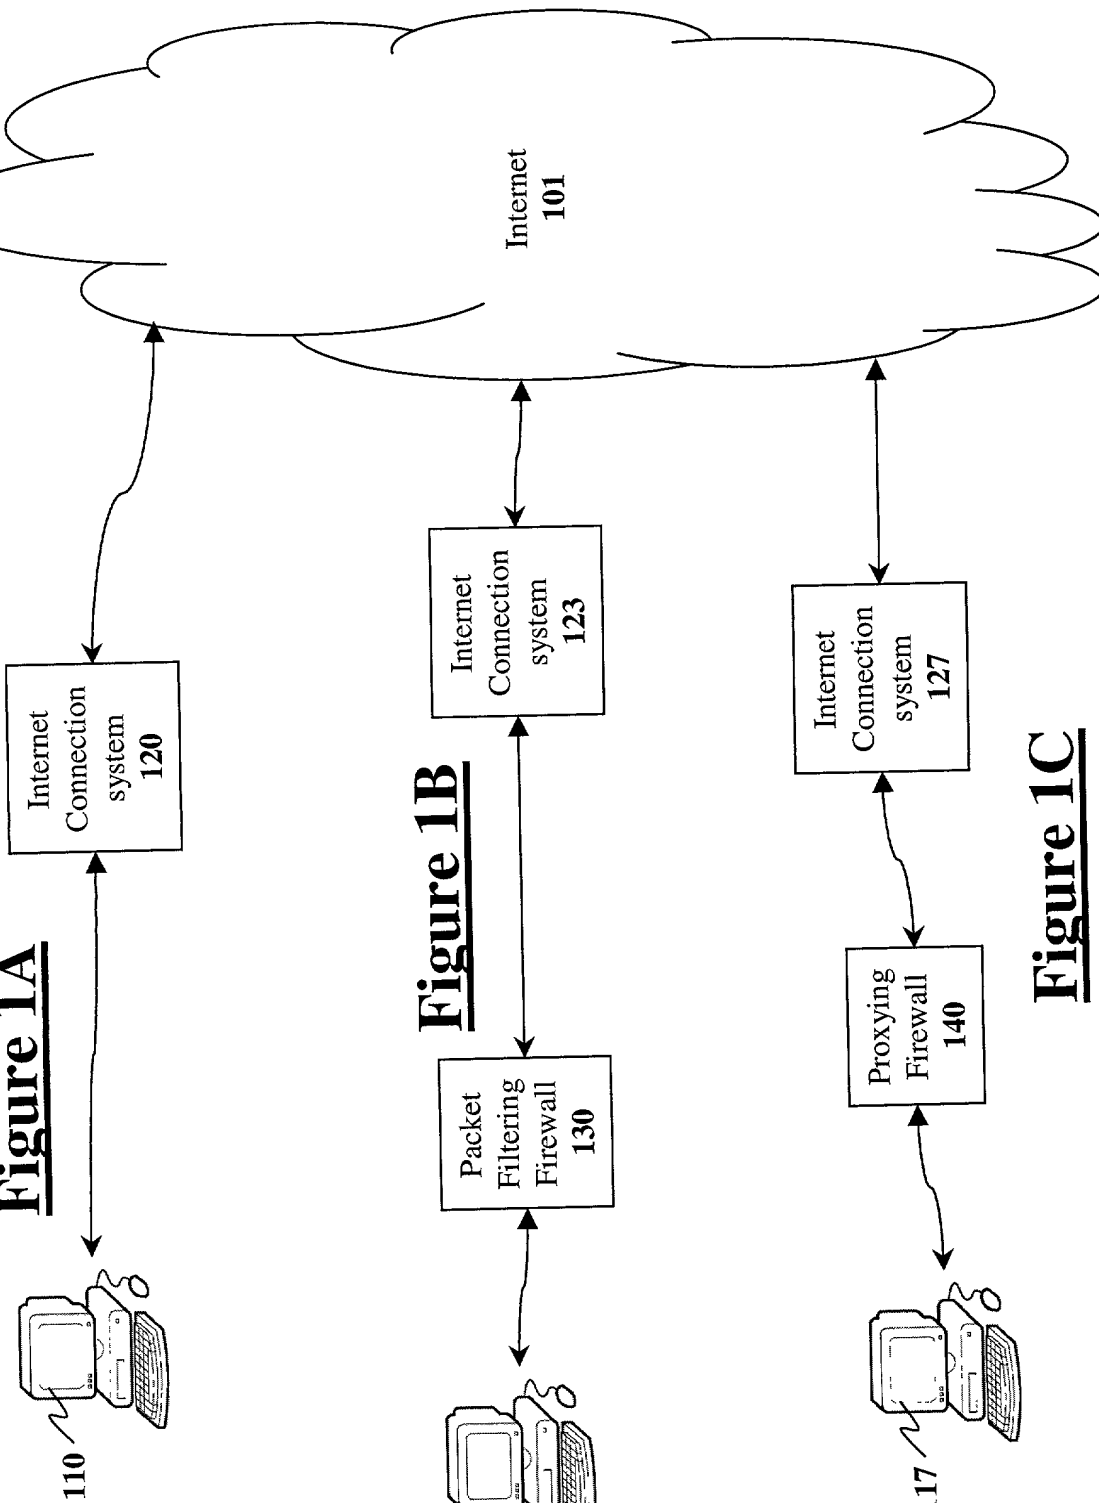 Internet
101
Internet
Connection
system
120
Figure 1A
110
Internet
Connection
system
123
Figure 1B
Packet
Filtering
Firewall
130
Internet
Connection
system
127
Proxying
Firewall
140
Figure 1C
117